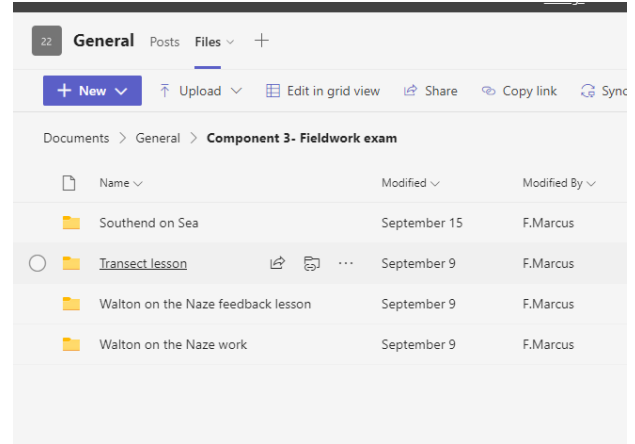 22 General Posts Files
New Upload Edit in grid view Share Copy link Sync
Documents > General > Component 3- Fieldwork exam
Name Modified Modified By
Southend on Sea September 15 F.Marcus
Transect lesson ... September 9 F.Marcus
Walton on the Naze feedback lesson September 9 F.Marcus
Walton on the Naze work September 9 F.Marcus